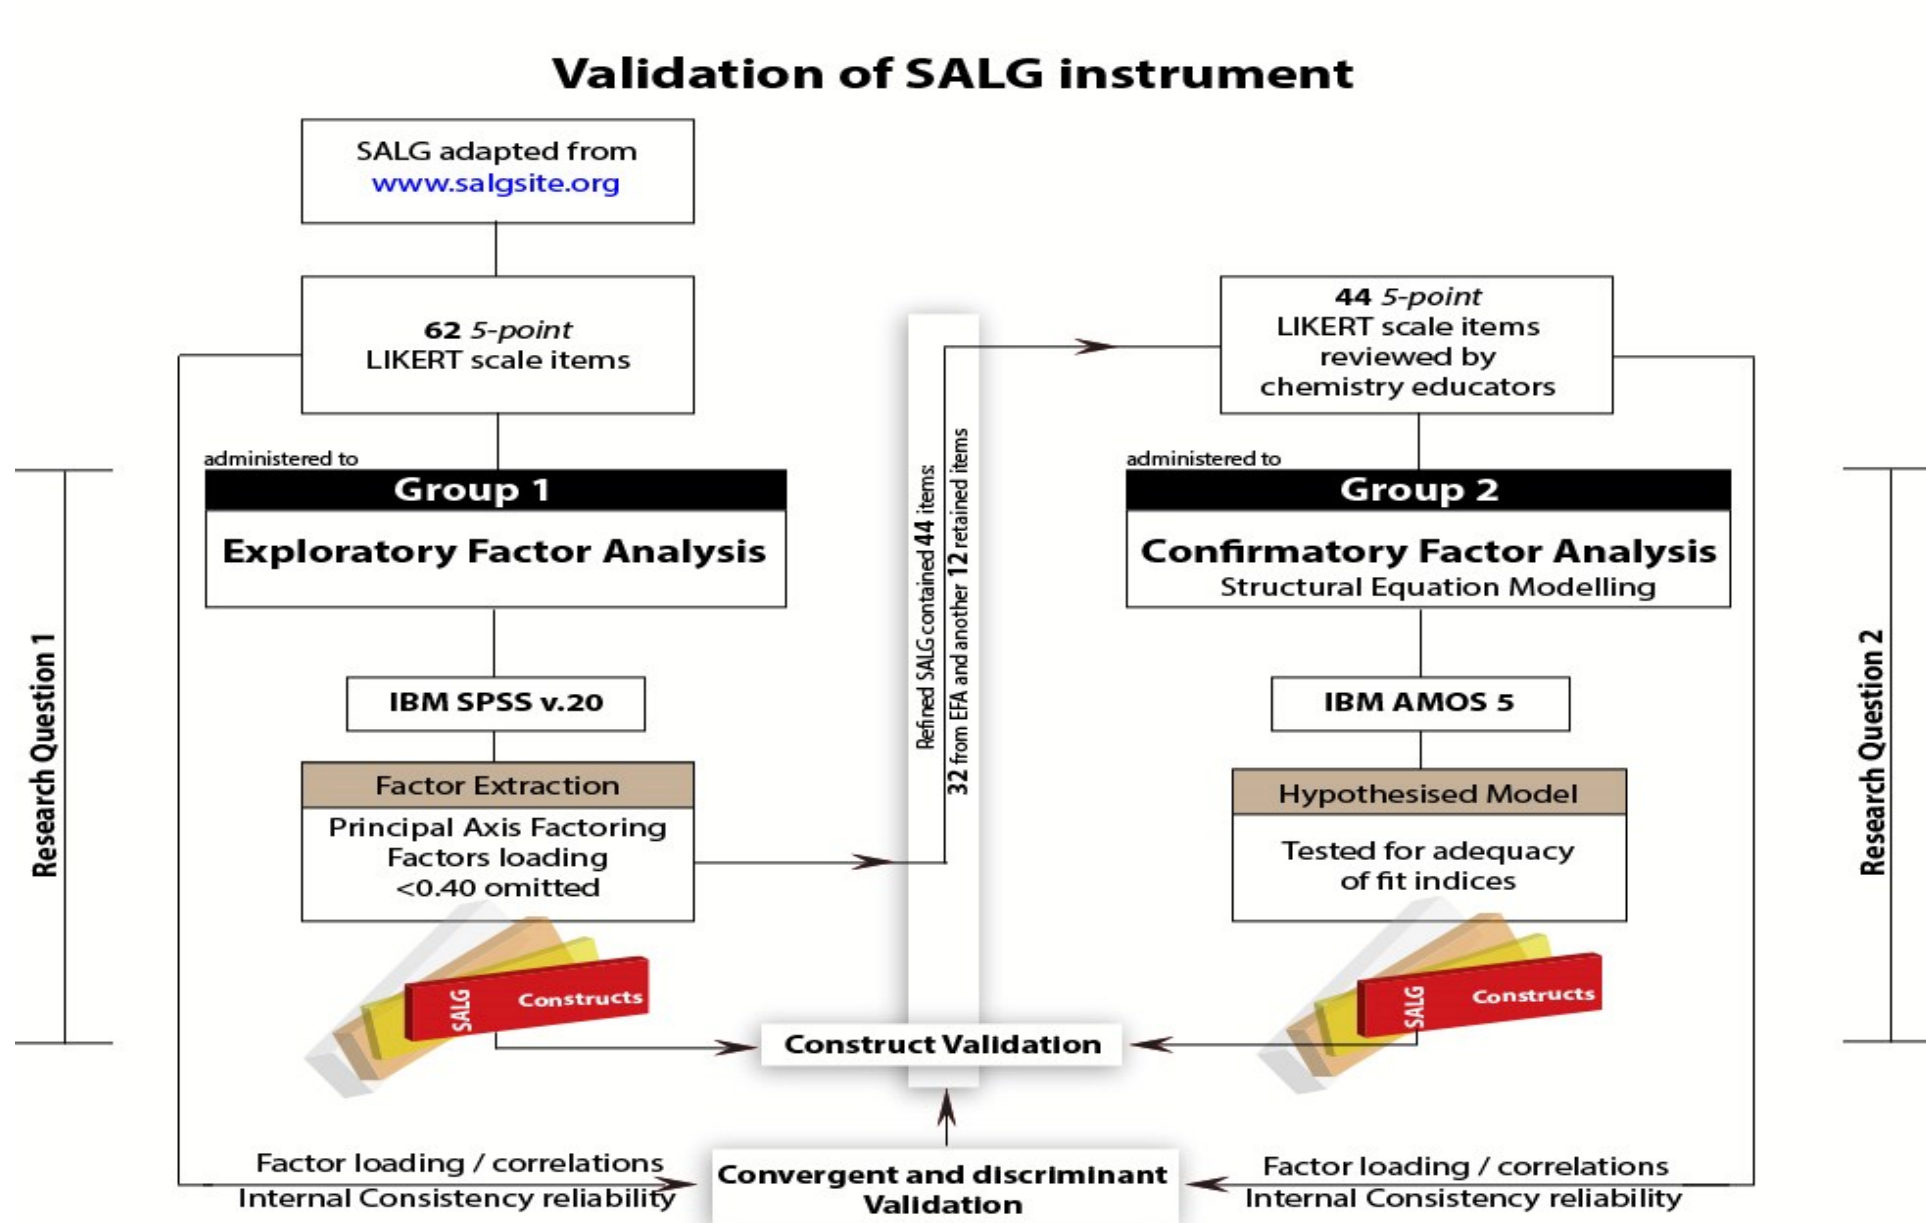 Validation of SALG instrument
SALG adapted from
www.salgsite.org
62 5-point
LIKERT scale items
administered to
Group 1
Exploratory Factor Analysis
IBM SPSS v.20
Factor Extraction
Principal Axis Factoring
Factors loading
<0.40 omitted
SALG Constructs
Research Question 1
Refined SALG contained 44 items:
32 from EFA and another 12 retained items
44 5-point
LIKERT scale items
reviewed by
chemistry educators
administered to
Group 2
Confirmatory Factor Analysis
Structural Equation Modelling
IBM AMOS 5
Hypothesised Model
Tested for adequacy
of fit indices
SALG Constructs
Research Question 2
Construct Validation
Factor loading / correlations
Internal Consistency reliability
Convergent and discriminant
Validation
Factor loading / correlations
Internal Consistency reliability